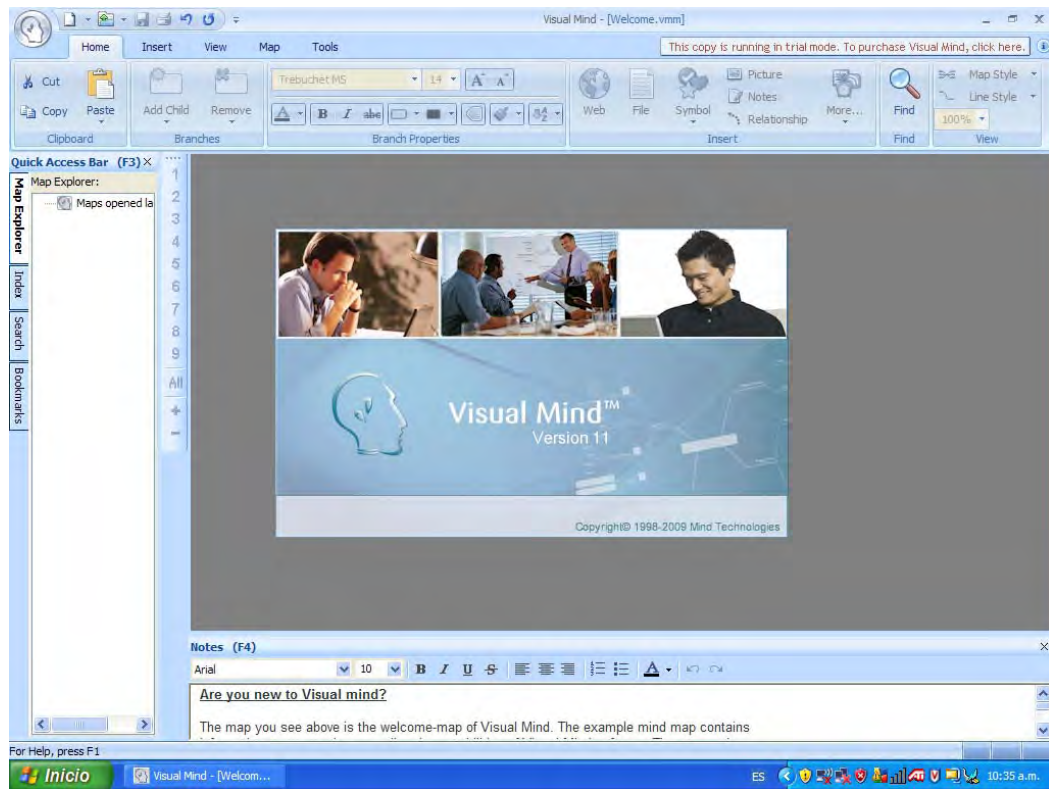 Visual Mind - [Welcome.vmm]
Home Insert View Map Tools
This copy is running in trial mode. To purchase Visual Mind, click here.
Cut
Copy
Paste
Clipboard
Add Child
Remove
Branches
Trebuchet MS 14 A A
A B I abc
Branch Properties
Web
File
Symbol
Picture
Notes
Relationship
More...
Insert
Find
Find
Map Style
Line Style
100%
View
Quick Access Bar (F3)
Map Explorer:
Maps opened la
Map Explorer
Index
Search
Bookmarks
1
2
3
4
5
6
7
8
9
All
+
-
Visual Mind™
Version 11
Copyright© 1998-2009 Mind Technologies
Notes (F4)
Arial 10 B I U S A
Are you new to Visual mind?
The map you see above is the welcome-map of Visual Mind. The example mind map contains
For Help, press F1
Inicio
Visual Mind - [Welcom...
ES
10:35 a.m.